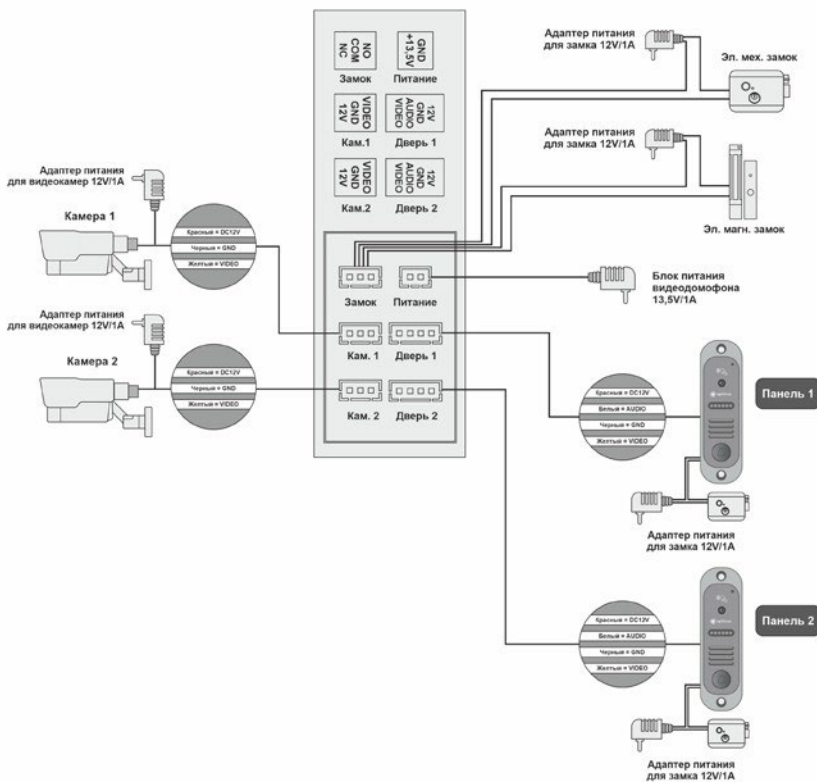 NO
COM
NC
Замок
GND
+13,5V
Питание
VIDEO
GND
12V
Кам.1
12V
GND
AUDIO
VIDEO
Дверь 1
VIDEO
GND
12V
Кам.2
12V
GND
AUDIO
VIDEO
Дверь 2
Адаптер питания
для замка 12V/1A
Эл. мех. замок
Адаптер питания
для замка 12V/1A
Эл. магн. замок
Адаптер питания
для видеокамер 12V/1A
Камера 1
Красный = DC12V
Черный = GND
Желтый = VIDEO
Замок
Питание
Блок питания
видеодомофона
13,5V/1A
Адаптер питания
для видеокамер 12V/1A
Камера 2
Красный = DC12V
Черный = GND
Желтый = VIDEO
Кам. 1
Дверь 1
Кам. 2
Дверь 2
Красный = DC12V
Белый = AUDIO
Черный = GND
Желтый = VIDEO
Панель 1
Адаптер питания
для замка 12V/1A
Красный = DC12V
Белый = AUDIO
Черный = GND
Желтый = VIDEO
Панель 2
Адаптер питания
для замка 12V/1A